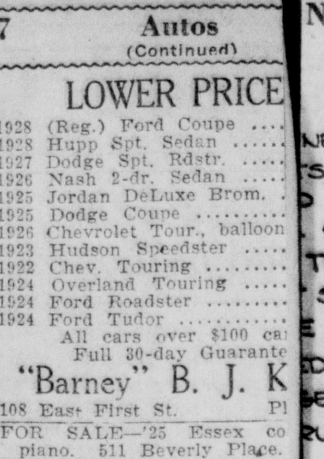 7 Autos
(Continued)
LOWER PRICE
1928 (Reg.) Ford Coupe ....
1928 Hupp Spt. Sedan .....
1927 Dodge Spt. Rdstr. .....
1926 Nash 2-dr. Sedan .....
1925 Jordan DeLuxe Brom. .
1925 Dodge Coupe .........
1926 Chevrolet Tour., balloon
1923 Hudson Speedster .....
1922 Chev. Touring ........
1924 Overland Touring .....
1924 Ford Roadster .........
1924 Ford Tudor ...........
All cars over $100
Full 30-day Guarante
"Barney" B. J. K
108 East First St. Pl
FOR SALE—'25 Essex co
piano. 511 Beverly Place.